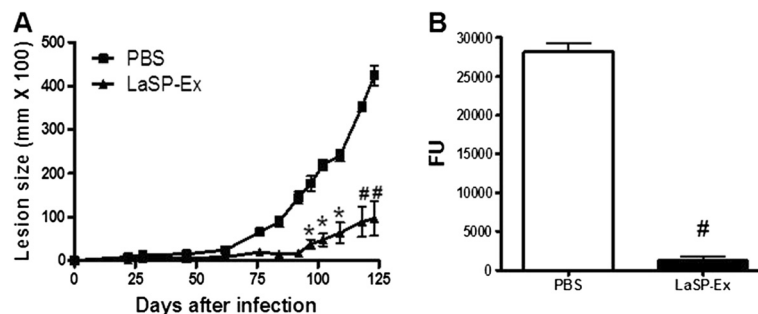 A
500
400
300
200
100
0
Lesion size (mm X 100)
PBS
LaSP-Ex
* * * ##
0 25 50 75 100 125
Days after infection
B
30000
25000
20000
15000
10000
5000
0
FU
#
PBS LaSP-Ex